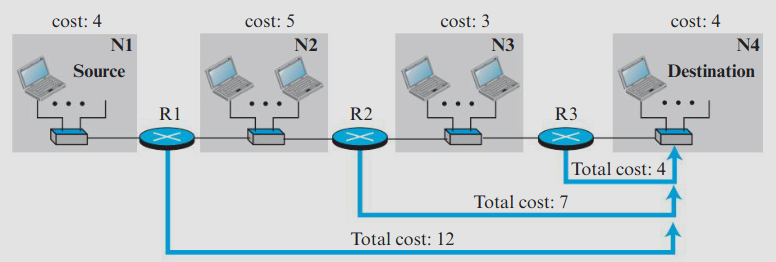 cost: 4
cost: 5
cost: 3
cost: 4
N1
N2
N3
N4
Source
Destination
R1
R2
R3
Total cost: 4
Total cost: 7
Total cost: 12